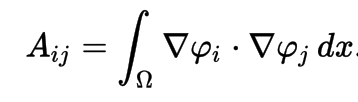 A_{ij} = \int_{\Omega} \nabla \varphi_i \cdot \nabla \varphi_j \, dx.